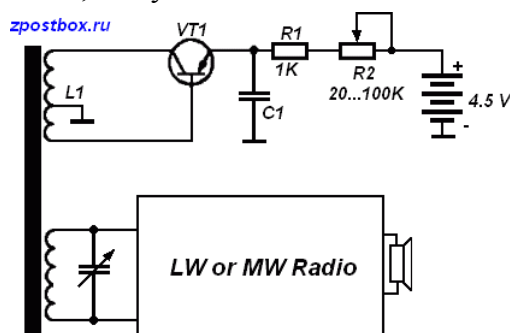 zpostbox.ru
VT1
R1
1K
R2
20...100K
L1
C1
+
4.5 V
-
LW or MW Radio